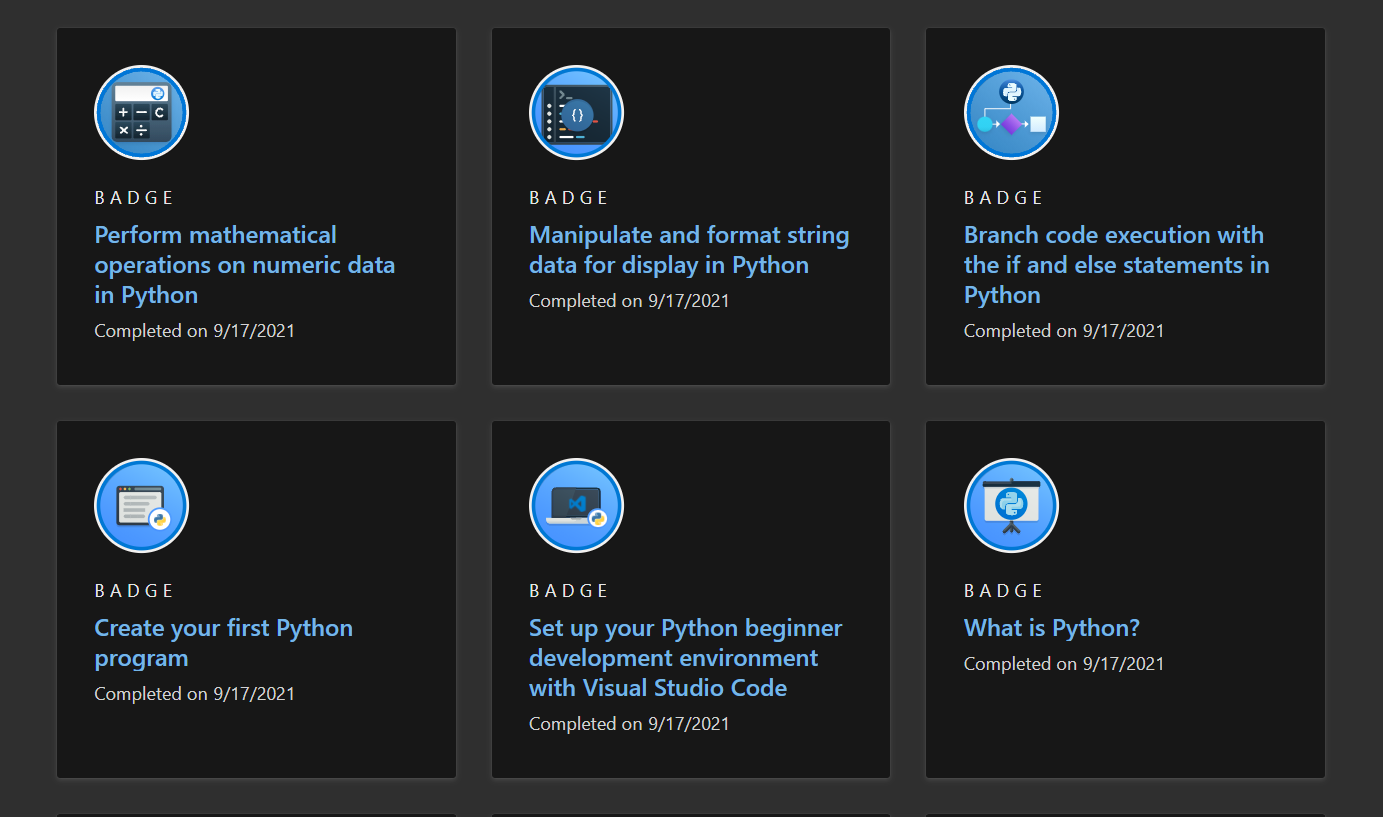 BADGE
Perform mathematical
operations on numeric data
in Python
Completed on 9/17/2021
BADGE
Manipulate and format string
data for display in Python
Completed on 9/17/2021
BADGE
Branch code execution with
the if and else statements in
Python
Completed on 9/17/2021
BADGE
Create your first Python
program
Completed on 9/17/2021
BADGE
Set up your Python beginner
development environment
with Visual Studio Code
Completed on 9/17/2021
BADGE
What is Python?
Completed on 9/17/2021